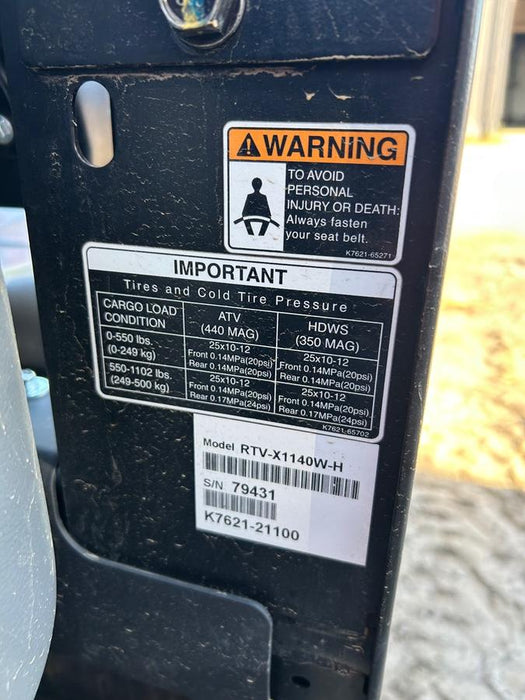 WARNING
TO AVOID
PERSONAL
INJURY OR DEATH:
Always fasten
your seat belt.
K7621-65271
IMPORTANT
Tires and Cold Tire Pressure
CARGO LOAD CONDITION ATV (440 MAG) HDWS (350 MAG)
0-550 lbs. (0-249 kg) 25x10-12 Front 0.14MPa(20psi) Rear 0.14MPa(20psi) 25x10-12 Front 0.14MPa(20psi) Rear 0.14MPa(20psi)
550-1102 lbs. (249-500 kg) 25x10-12 Front 0.14MPa(20psi) Rear 0.17MPa(24psi) 25x10-12 Front 0.14MPa(20psi) Rear 0.17MPa(24psi)
K7621-65702
Model RTV-X1140W-H
S/N 79431
K7621-21100